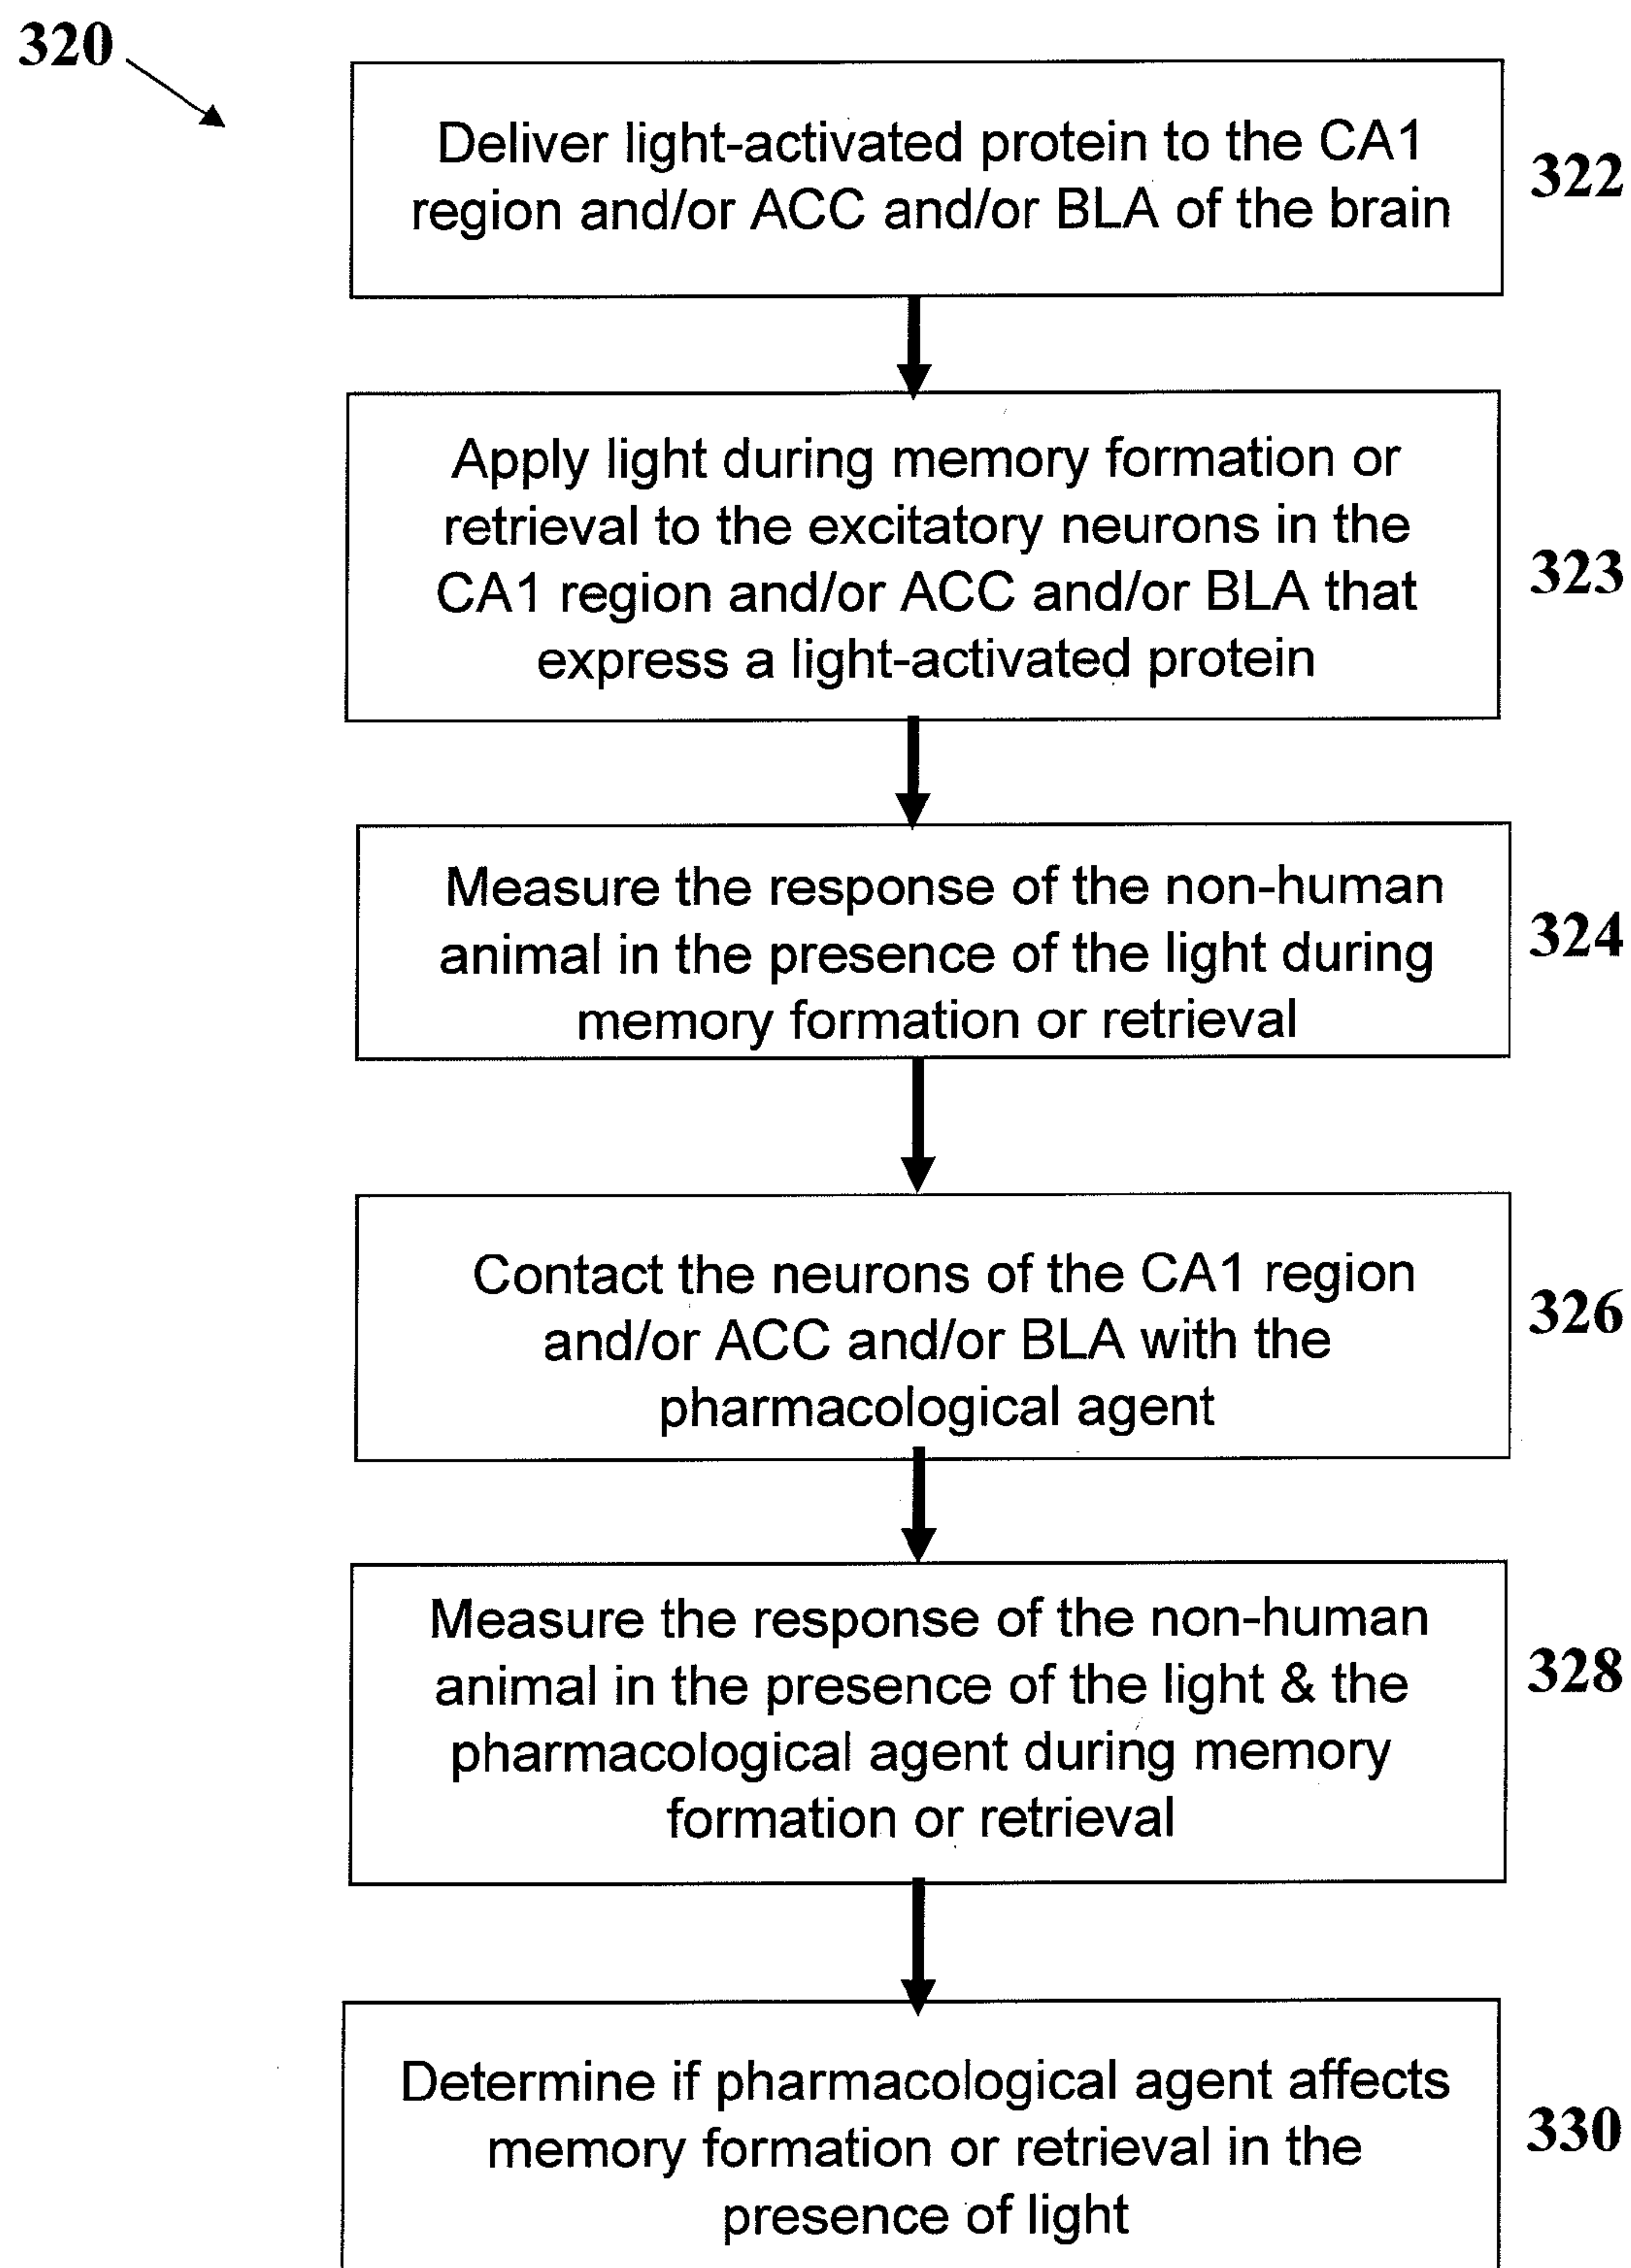 320
Deliver light-activated protein to the CA1
region and/or ACC and/or BLA of the brain
322
Apply light during memory formation or
retrieval to the excitatory neurons in the
CA1 region and/or ACC and/or BLA that
express a light-activated protein
323
Measure the response of the non-human
animal in the presence of the light during
memory formation or retrieval
324
Contact the neurons of the CA1 region
and/or ACC and/or BLA with the
pharmacological agent
326
Measure the response of the non-human
animal in the presence of the light & the
pharmacological agent during memory
formation or retrieval
328
Determine if pharmacological agent affects
memory formation or retrieval in the
presence of light
330